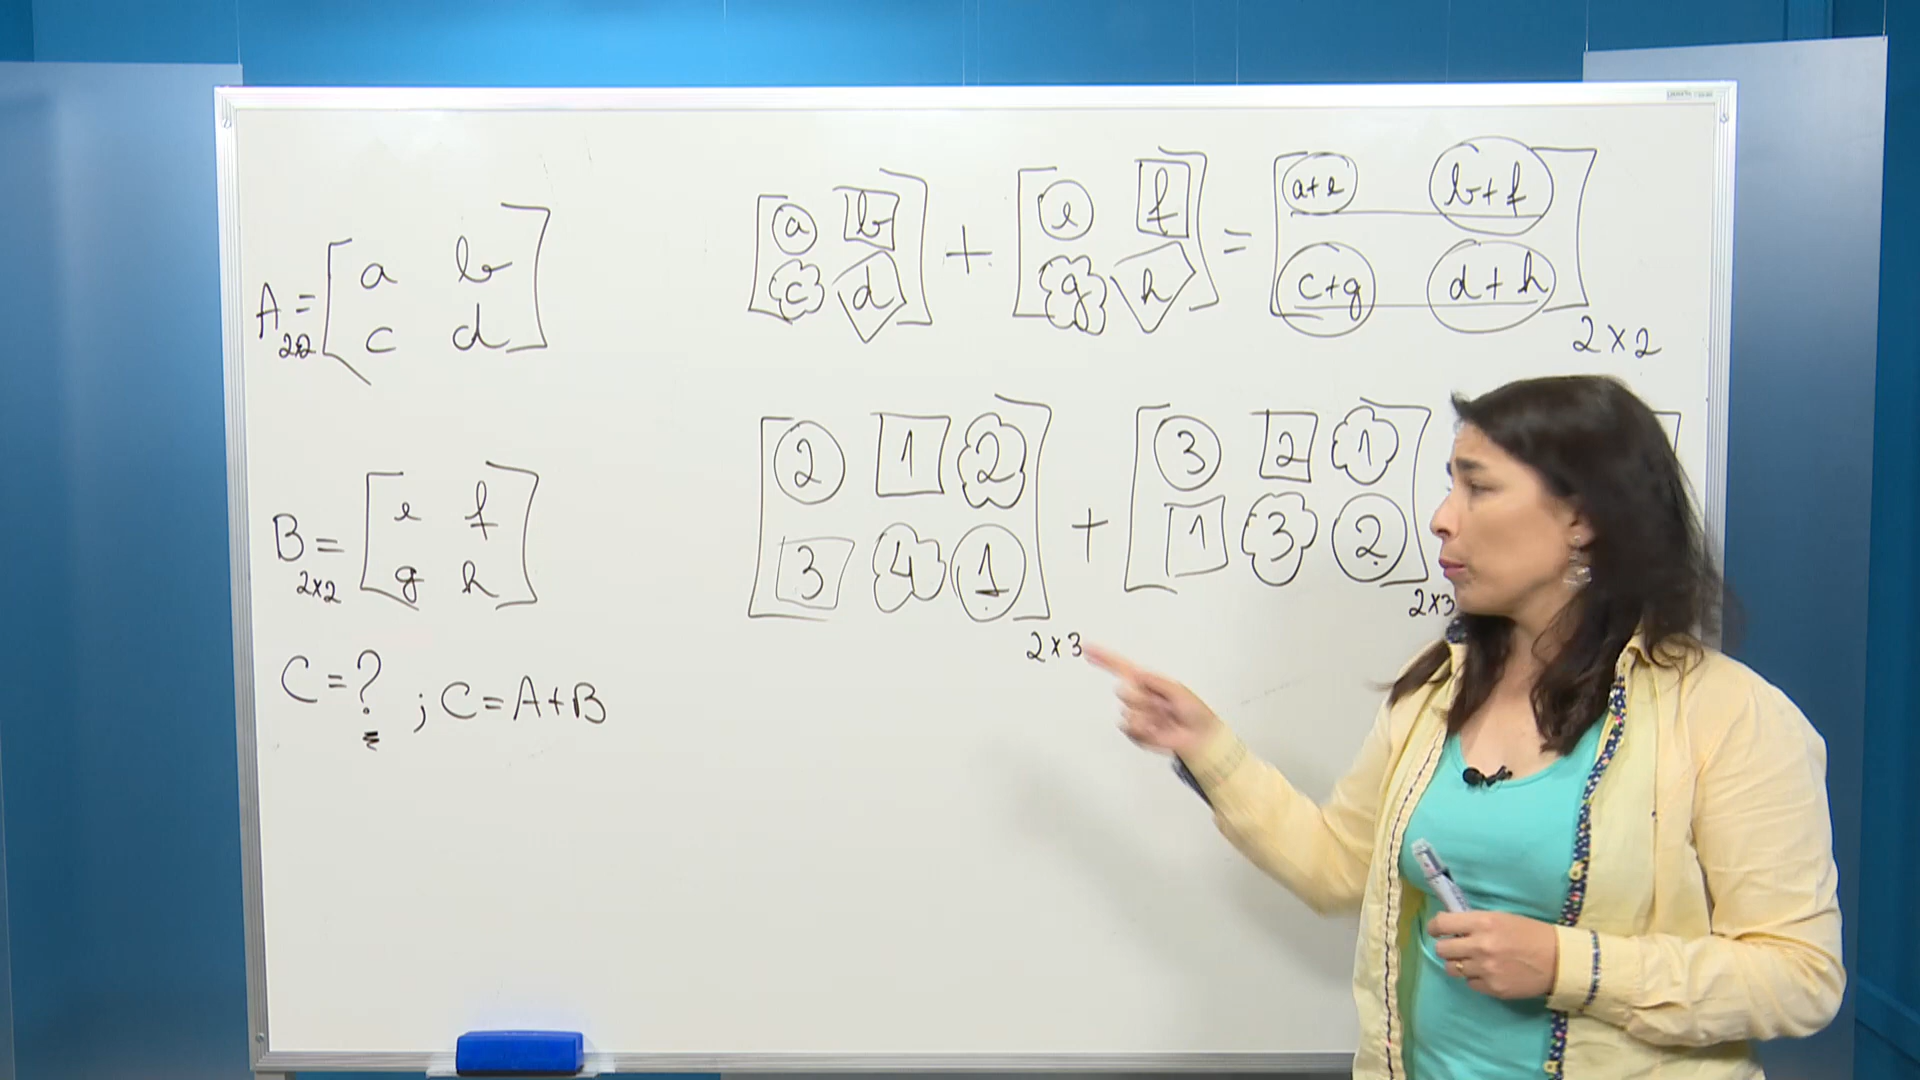 A = [a b
c d]
2x2
B = [e f
g h]
2x2
C = ? ; C = A+B
[a b
c d] + [e f
g h] = [a+e b+f
c+g d+h]
2x2
[2 1 2
3 4 1]
2x3
+ [3 2 1
1 3 2]
2x3